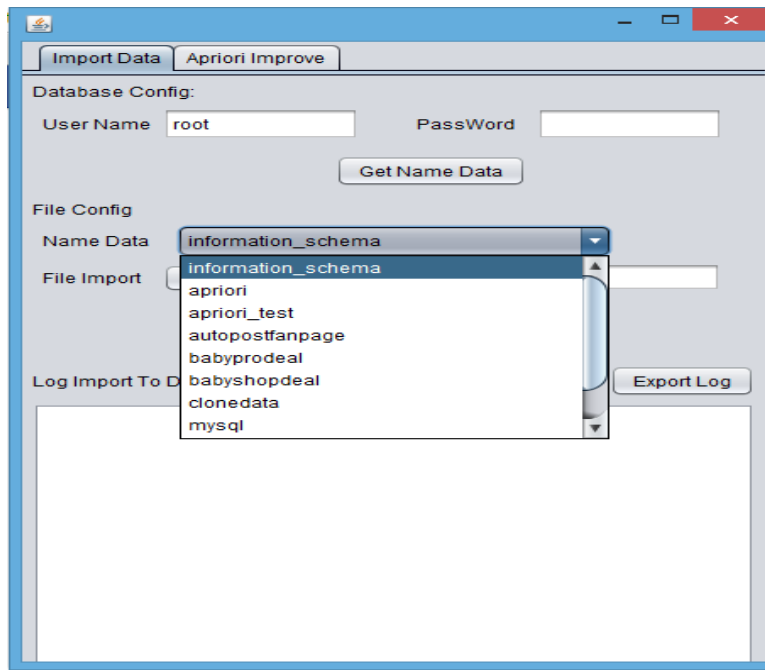 Import Data Apriori Improve
Database Config:
User Name root PassWord
Get Name Data
File Config
Name Data information_schema
File Import information_schema
apriori
apriori_test
autopostfanpage
babyprodeal
Log Import To D babyshopdeal Export Log
clonedata
mysql